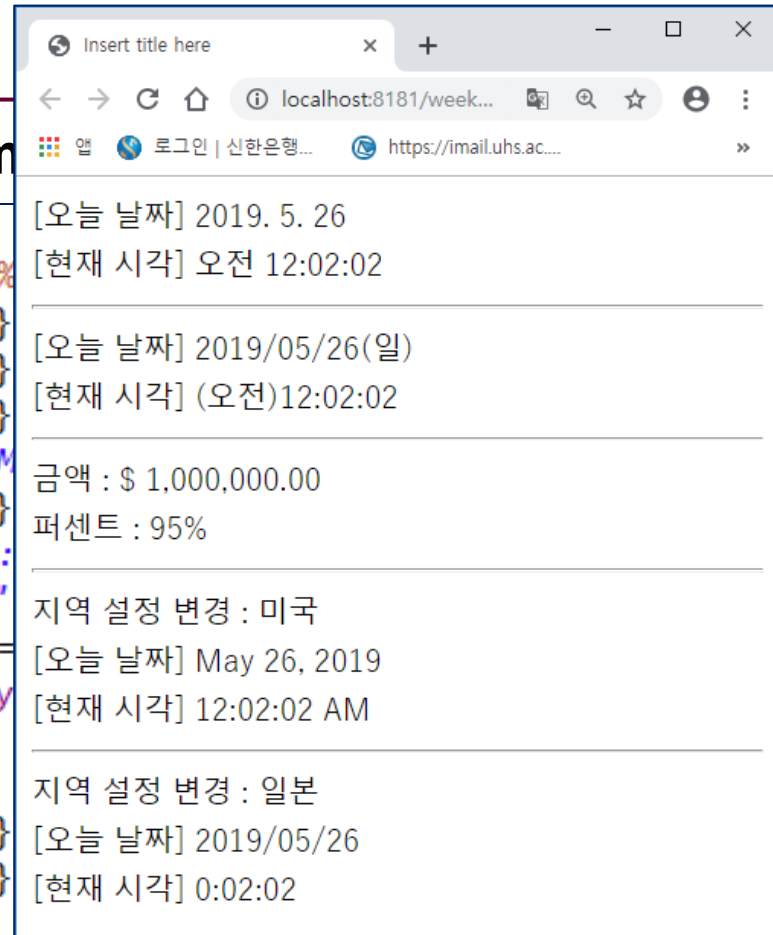 Insert title here
localhost:8181/week...
앱 로그인 | 신한은행... https://imail.uhs.ac....
[오늘 날짜] 2019. 5. 26
[현재 시각] 오전 12:02:02
[오늘 날짜] 2019/05/26(일)
[현재 시각] (오전)12:02:02
금액 : $ 1,000,000.00
퍼센트 : 95%
지역 설정 변경 : 미국
[오늘 날짜] May 26, 2019
[현재 시각] 12:02:02 AM
지역 설정 변경 : 일본
[오늘 날짜] 2019/05/26
[현재 시각] 0:02:02